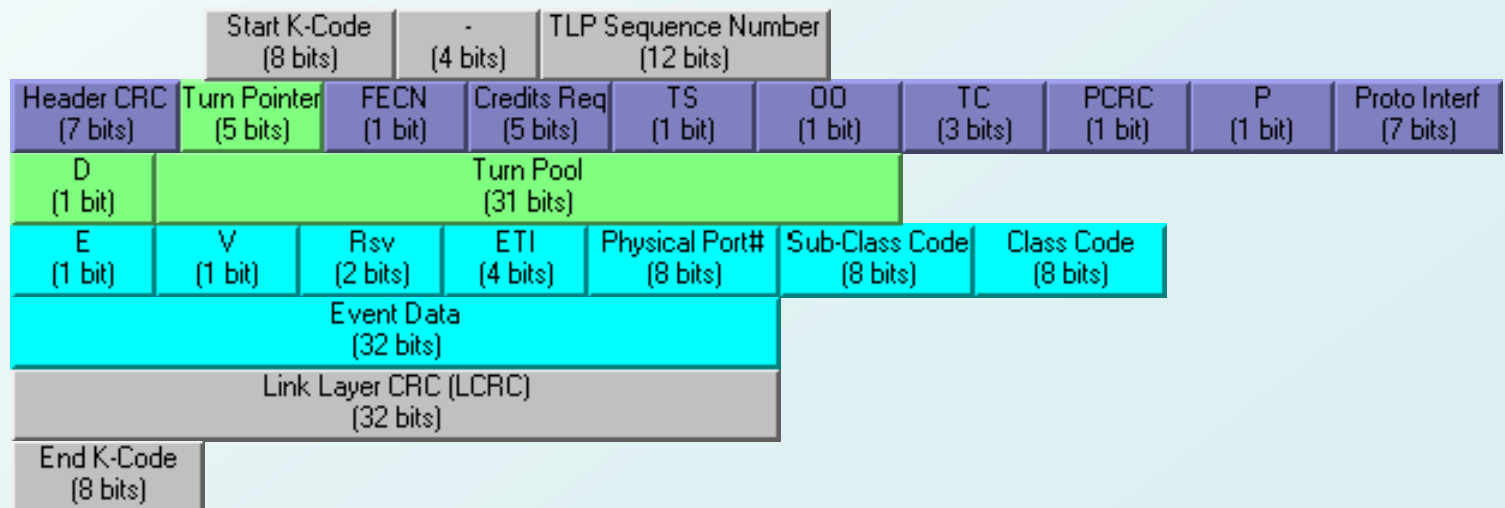 Start K-Code - TLP Sequence Number
(8 bits) (4 bits) (12 bits)
Header CRC Turn Pointer FECN Credits Req TS OO TC PCRC P Proto Interf
(7 bits) (5 bits) (1 bit) (5 bits) (1 bit) (1 bit) (3 bits) (1 bit) (1 bit) (7 bits)
D Turn Pool
(1 bit) (31 bits)
E V Rsv ETI Physical Port# Sub-Class Code Class Code
(1 bit) (1 bit) (2 bits) (4 bits) (8 bits) (8 bits) (8 bits)
Event Data
(32 bits)
Link Layer CRC (LCRC)
(32 bits)
End K-Code
(8 bits)